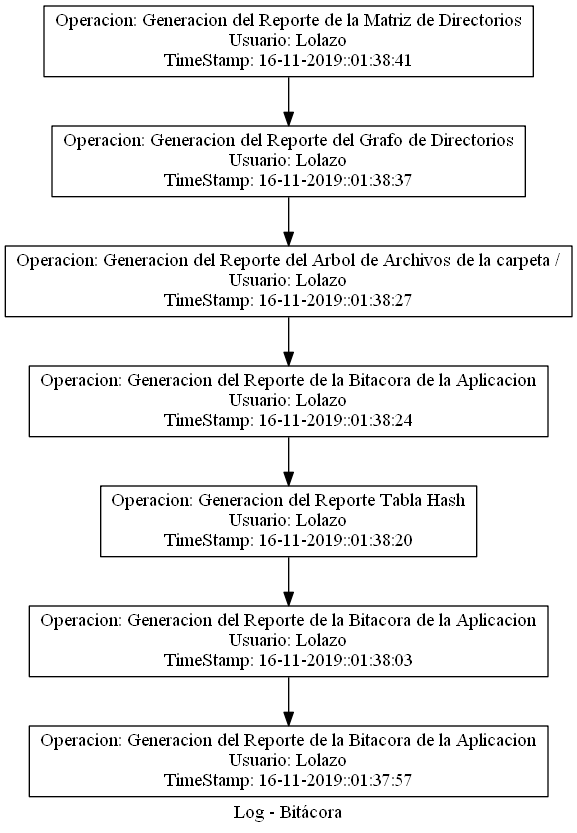 Operacion: Generacion del Reporte de la Matriz de Directorios
Usuario: Lolazo
TimeStamp: 16-11-2019::01:38:41
Operacion: Generacion del Reporte del Grafo de Directorios
Usuario: Lolazo
TimeStamp: 16-11-2019::01:38:37
Operacion: Generacion del Reporte del Arbol de Archivos de la carpeta /
Usuario: Lolazo
TimeStamp: 16-11-2019::01:38:27
Operacion: Generacion del Reporte de la Bitacora de la Aplicacion
Usuario: Lolazo
TimeStamp: 16-11-2019::01:38:24
Operacion: Generacion del Reporte Tabla Hash
Usuario: Lolazo
TimeStamp: 16-11-2019::01:38:20
Operacion: Generacion del Reporte de la Bitacora de la Aplicacion
Usuario: Lolazo
TimeStamp: 16-11-2019::01:38:03
Operacion: Generacion del Reporte de la Bitacora de la Aplicacion
Usuario: Lolazo
TimeStamp: 16-11-2019::01:37:57
Log - Bitácora